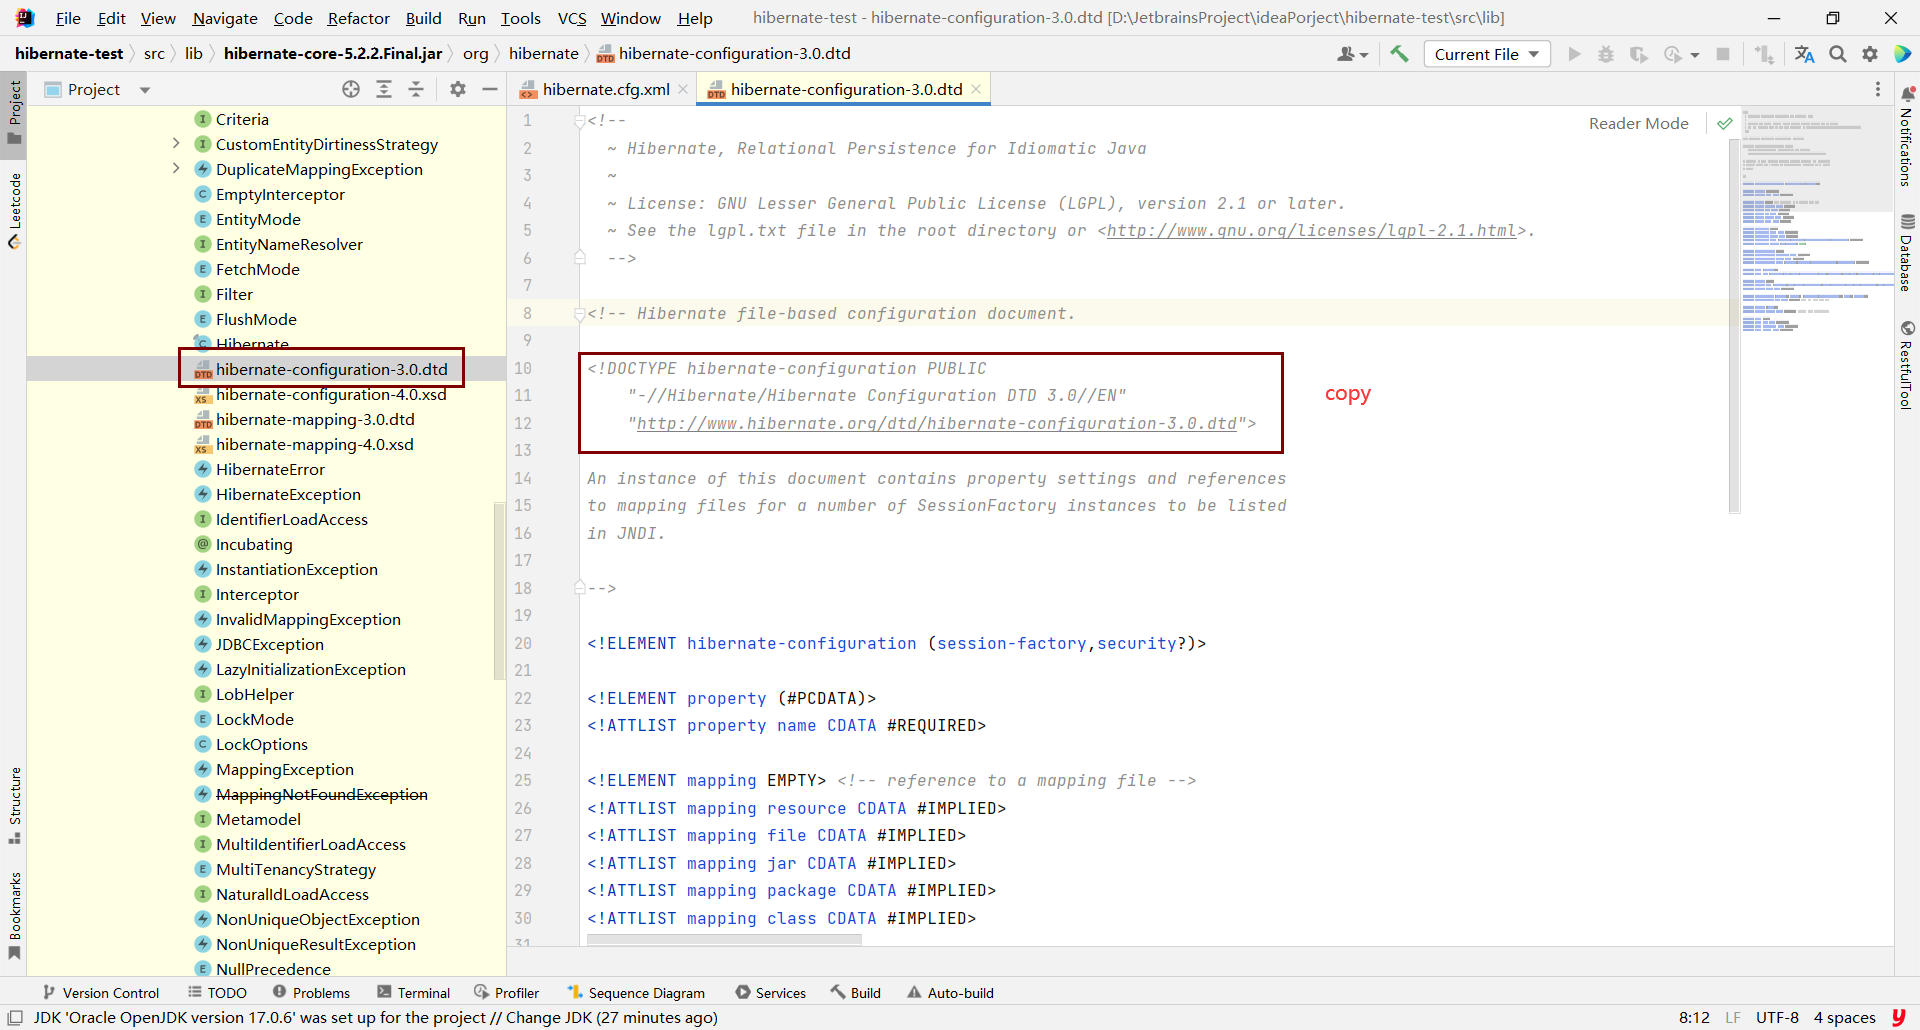 File Edit View Navigate Code Refactor Build Run Tools VCS Window Help hibernate-test - hibernate-configuration-3.0.dtd [D:\JetbrainsProject\ideaPorject\hibernate-test\src\lib]
hibernate-test src lib hibernate-core-5.2.2.Final.jar org hibernate hibernate-configuration-3.0.dtd Current File
Project
hibernate.cfg.xml hibernate-configuration-3.0.dtd
Project
Leetcode
Structure
Bookmarks
Criteria
CustomEntityDirtinessStrategy
DuplicateMappingException
EmptyInterceptor
EntityMode
EntityNameResolver
FetchMode
Filter
FlushMode
Hibernate
hibernate-configuration-3.0.dtd
hibernate-configuration-4.0.xsd
hibernate-mapping-3.0.dtd
hibernate-mapping-4.0.xsd
HibernateError
HibernateException
IdentifierLoadAccess
Incubating
InstantiationException
Interceptor
InvalidMappingException
JDBCException
LazyInitializationException
LobHelper
LockMode
LockOptions
MappingException
MappingNotFoundException
Metamodel
MultiIdentifierLoadAccess
MultiTenancyStrategy
NaturalIdLoadAccess
NonUniqueObjectException
NonUniqueResultException
NullPrecedence
Reader Mode
1 <!--
2 ~ Hibernate, Relational Persistence for Idiomatic Java
3 ~
4 ~ License: GNU Lesser General Public License (LGPL), version 2.1 or later.
5 ~ See the lgpl.txt file in the root directory or <http://www.gnu.org/licenses/lgpl-2.1.html>.
6 -->
7
8 <!-- Hibernate file-based configuration document.
9
10 <!DOCTYPE hibernate-configuration PUBLIC
11 "-//Hibernate/Hibernate Configuration DTD 3.0//EN"
12 "http://www.hibernate.org/dtd/hibernate-configuration-3.0.dtd">
13
copy
14 An instance of this document contains property settings and references
15 to mapping files for a number of SessionFactory instances to be listed
16 in JNDI.
17
18 -->
19
20 <!ELEMENT hibernate-configuration (session-factory,security?)>
21
22 <!ELEMENT property (#PCDATA)>
23 <!ATTLIST property name CDATA #REQUIRED>
24
25 <!ELEMENT mapping EMPTY> <!-- reference to a mapping file -->
26 <!ATTLIST mapping resource CDATA #IMPLIED>
27 <!ATTLIST mapping file CDATA #IMPLIED>
28 <!ATTLIST mapping jar CDATA #IMPLIED>
29 <!ATTLIST mapping package CDATA #IMPLIED>
30 <!ATTLIST mapping class CDATA #IMPLIED>
31
Notifications
Database
RestfulTool
Version Control TODO Problems Terminal Profiler Sequence Diagram Services Build Auto-build
JDK 'Oracle OpenJDK version 17.0.6' was set up for the project // Change JDK (27 minutes ago) 8:12 LF UTF-8 4 spaces